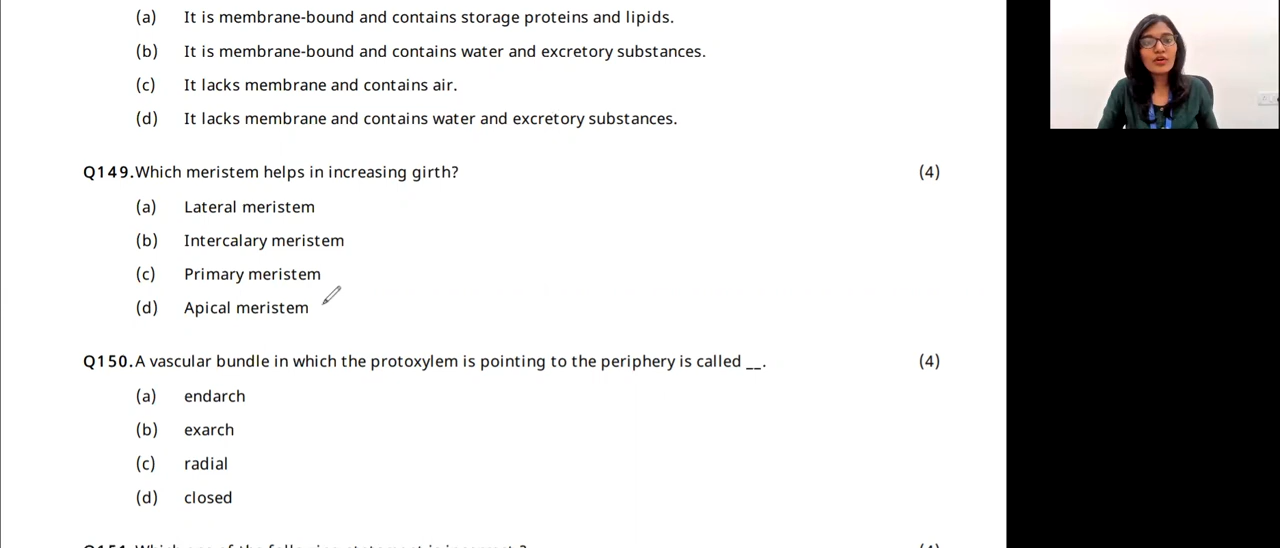 (a) It is membrane-bound and contains storage proteins and lipids.
(b) It is membrane-bound and contains water and excretory substances.
(c) It lacks membrane and contains air.
(d) It lacks membrane and contains water and excretory substances.
Q149. Which meristem helps in increasing girth? (4)
(a) Lateral meristem
(b) Intercalary meristem
(c) Primary meristem
(d) Apical meristem
Q150. A vascular bundle in which the protoxylem is pointing to the periphery is called __. (4)
(a) endarch
(b) exarch
(c) radial
(d) closed